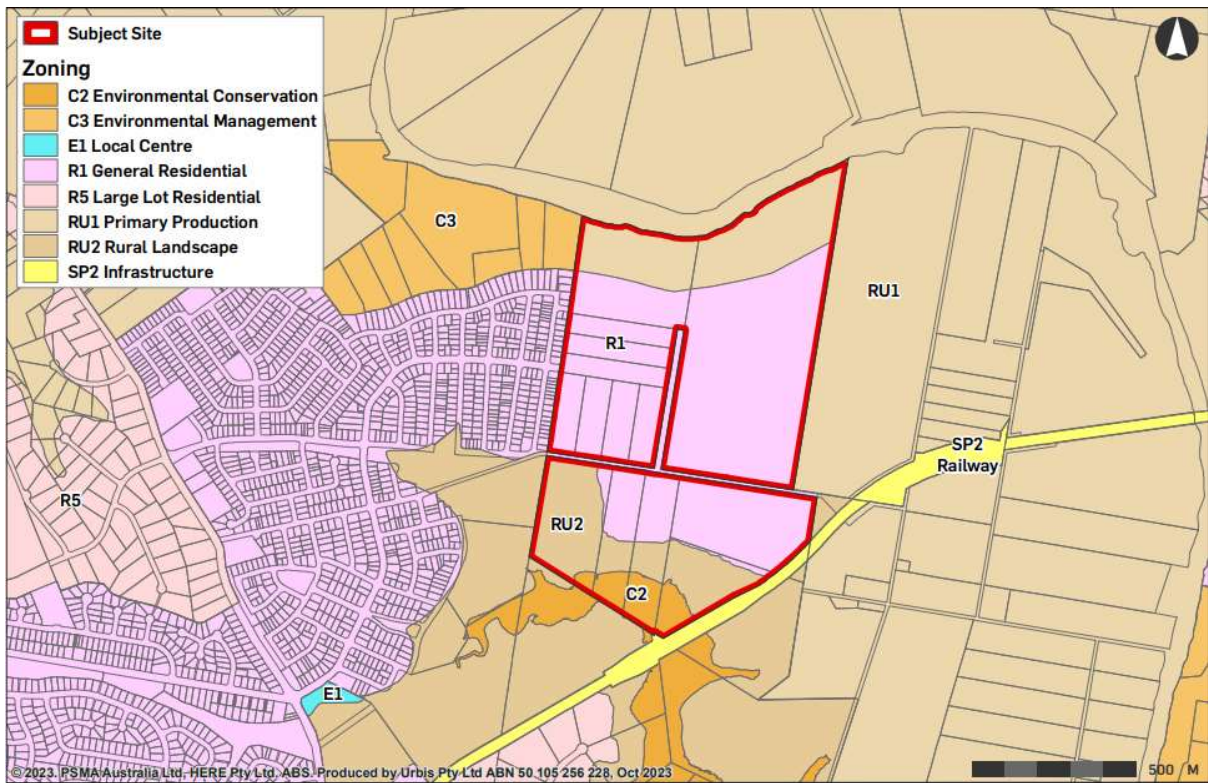 Subject Site
Zoning
C2 Environmental Conservation
C3 Environmental Management
E1 Local Centre
R1 General Residential
R5 Large Lot Residential
RU1 Primary Production
RU2 Rural Landscape
SP2 Infrastructure
C3
RU1
R1
SP2
Railway
R5
RU2
C2
E1
© 2023. PSMA Australia Ltd, HERE Pty Ltd. ABS. Produced by Urbis Pty Ltd ABN 50 105 256 228, Oct 2023
500 M